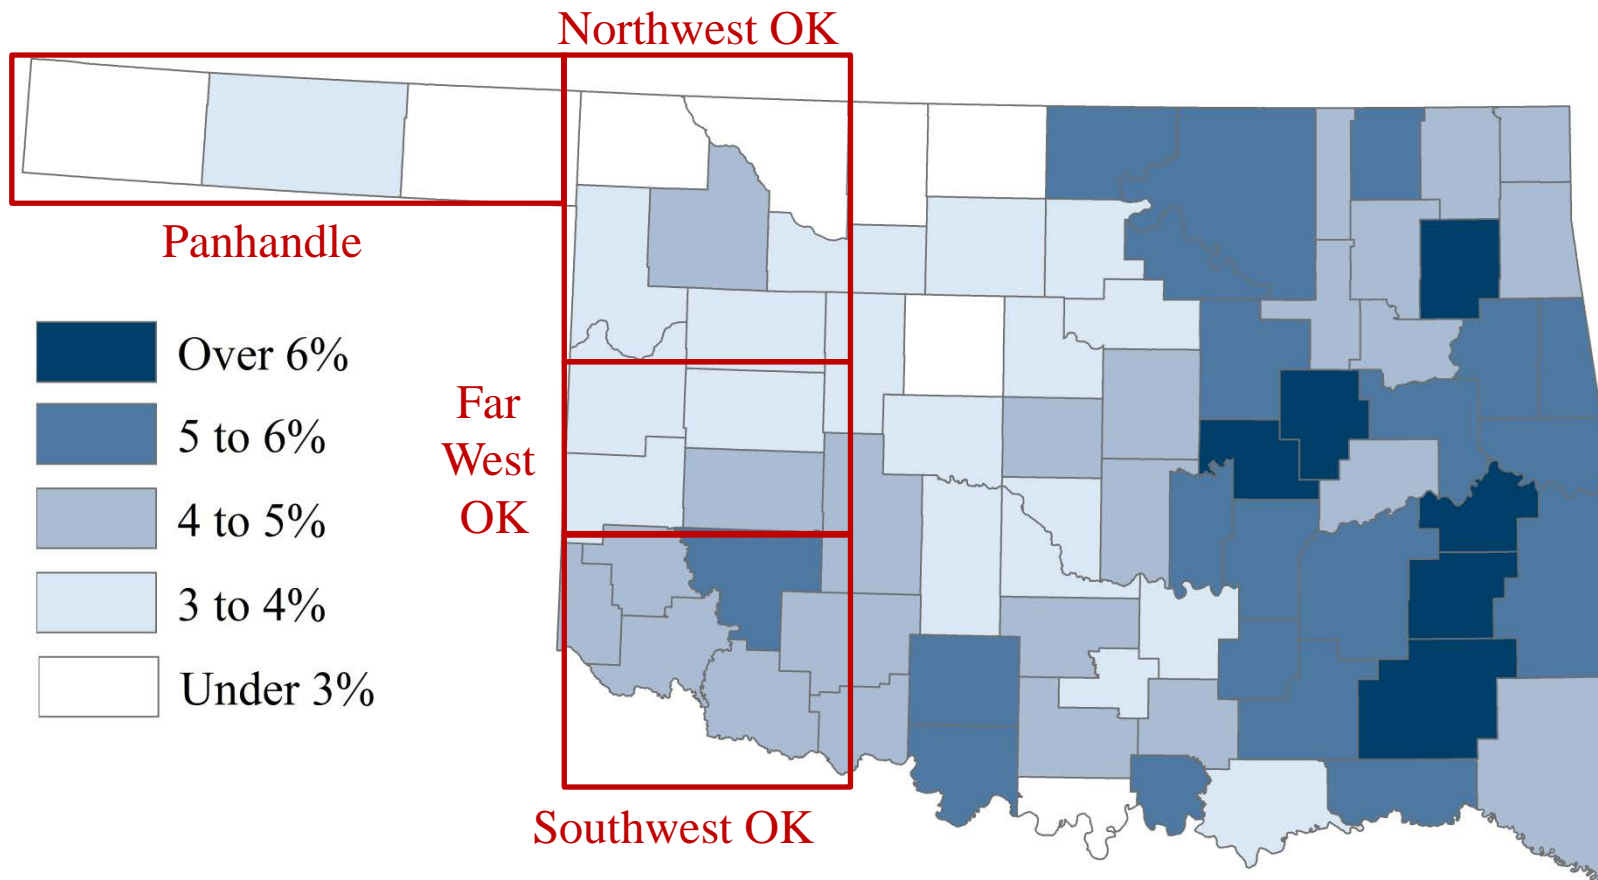 Northwest OK
Panhandle
Over 6%
5 to 6%
4 to 5%
3 to 4%
Under 3%
Far
West
OK
Southwest OK